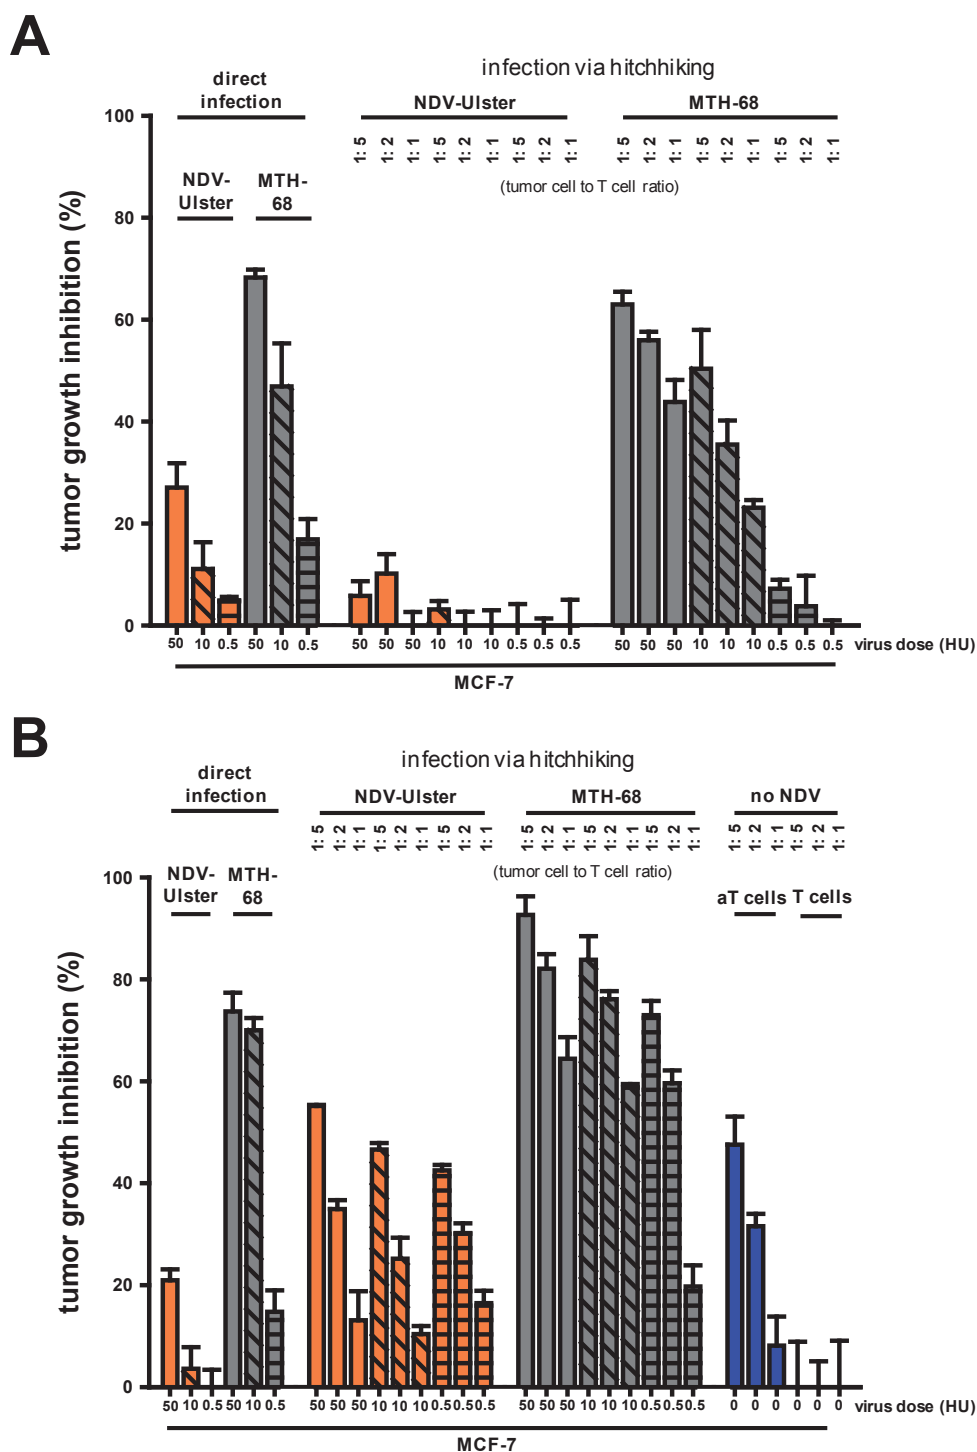 A
infection via hitchhiking
direct
infection
NDV-Ulster
MTH-68
100
1: 5
1: 2
1: 1
1: 5
1: 2
1: 1
1: 5
1: 2
1: 1
1: 5
1: 2
1: 1
1: 5
1: 2
1: 1
1: 5
1: 2
1: 1
(tumor cell to T cell ratio)
NDV-
Ulster
MTH-
68
80
60
40
20
0
tumor growth inhibition (%)
50 10 0.5 50 10 0.5 50 50 50 10 10 10 0.5 0.5 0.5 50 50 50 10 10 10 0.5 0.5 0.5 virus dose (HU)
MCF-7
B
infection via hitchhiking
direct
infection
NDV-Ulster
MTH-68
no NDV
1: 5
1: 2
1: 1
1: 5
1: 2
1: 1
1: 5
1: 2
1: 1
1: 5
1: 2
1: 1
1: 5
1: 2
1: 1
1: 5
1: 2
1: 1
1: 5
1: 2
1: 1
1: 5
1: 2
1: 1
(tumor cell to T cell ratio)
NDV-
Ulster
MTH-
68
aT cells
T cells
100
80
60
40
20
0
tumor growth inhibition (%)
50 10 0.5 50 10 0.5 50 50 50 10 10 10 0.5 0.5 0.5 50 50 50 10 10 10 0.5 0.5 0.5 0 0 0 0 0 0 virus dose (HU)
MCF-7